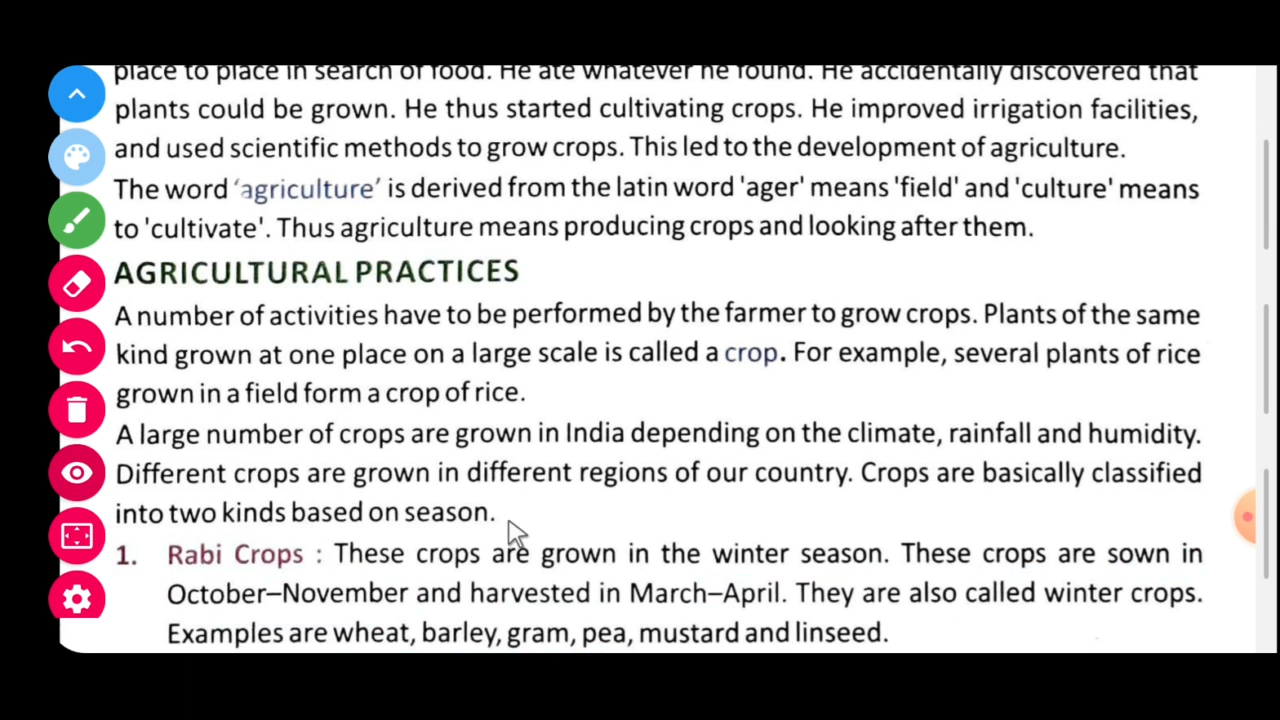 place to place in search of food. He ate whatever he found. He accidentally discovered that
plants could be grown. He thus started cultivating crops. He improved irrigation facilities,
and used scientific methods to grow crops. This led to the development of agriculture.
The word ‘agriculture’ is derived from the latin word 'ager' means 'field' and 'culture' means
to 'cultivate'. Thus agriculture means producing crops and looking after them.
AGRICULTURAL PRACTICES
A number of activities have to be performed by the farmer to grow crops. Plants of the same
kind grown at one place on a large scale is called a crop. For example, several plants of rice
grown in a field form a crop of rice.
A large number of crops are grown in India depending on the climate, rainfall and humidity.
Different crops are grown in different regions of our country. Crops are basically classified
into two kinds based on season.
1. Rabi Crops : These crops are grown in the winter season. These crops are sown in
October–November and harvested in March–April. They are also called winter crops.
Examples are wheat, barley, gram, pea, mustard and linseed.